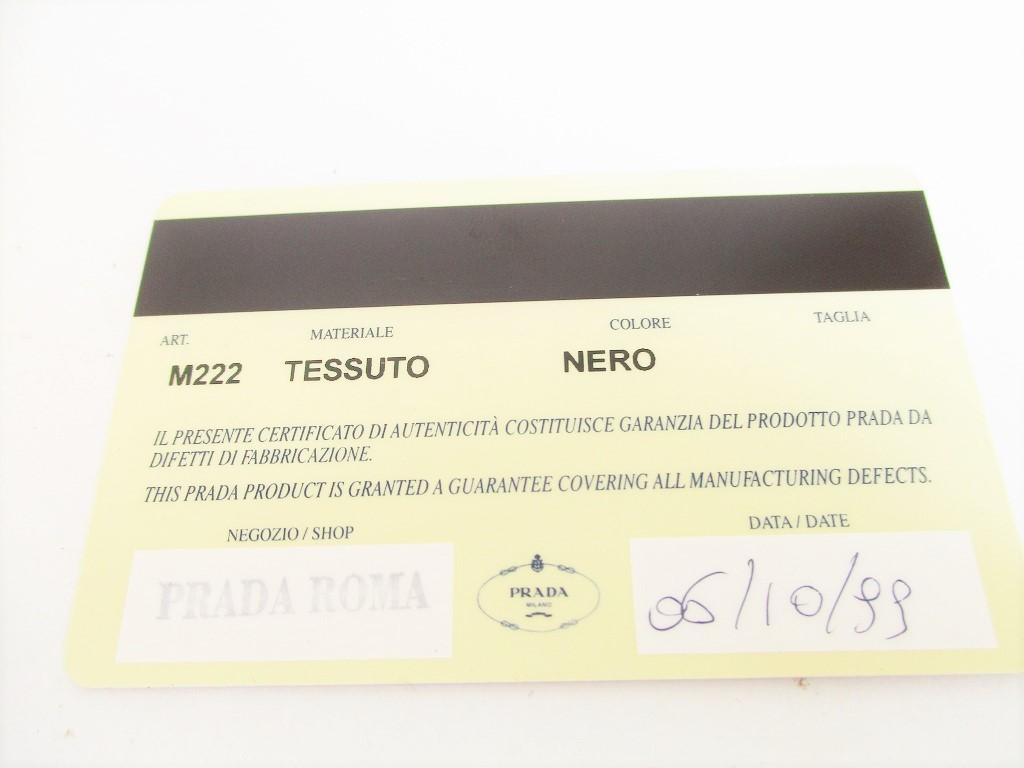 ART. MATERIALE COLORE TAGLIA
M222 TESSUTO NERO
IL PRESENTE CERTIFICATO DI AUTENTICITÀ COSTITUISCE GARANZIA DEL PRODOTTO PRADA DA
DIFETTI DI FABBRICAZIONE.
THIS PRADA PRODUCT IS GRANTED A GUARANTEE COVERING ALL MANUFACTURING DEFECTS.
NEGOZIO / SHOP DATA / DATE
PRADA ROMA
PRADA
MILANO
06/10/99